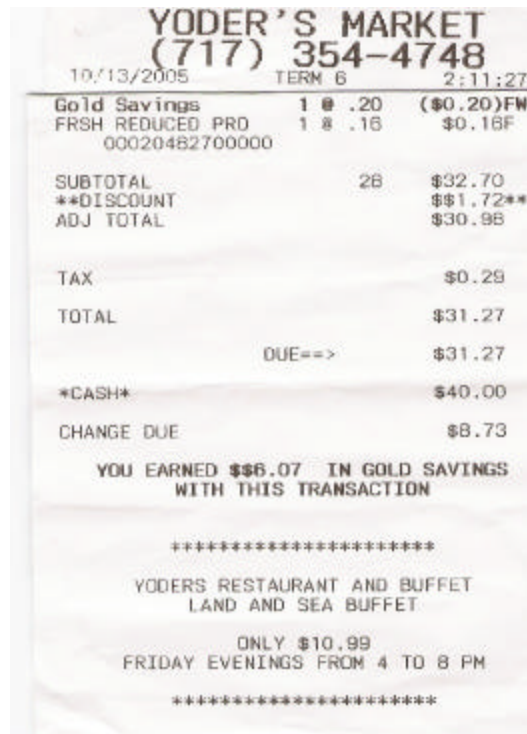 YODER'S MARKET
(717) 354-4748
10/13/2005 TERM 6 2:11:27
Gold Savings 1 @ .20 ($0.20)FW
FRSH REDUCED PRO 1 @ .16 $0.16F
00020482700000
SUBTOTAL 26 $32.70
**DISCOUNT $$1.72**
ADJ TOTAL $30.98
TAX $0.29
TOTAL $31.27
DUE==> $31.27
*CASH* $40.00
CHANGE DUE $8.73
YOU EARNED $$6.07 IN GOLD SAVINGS
WITH THIS TRANSACTION
**********************
YODERS RESTAURANT AND BUFFET
LAND AND SEA BUFFET
ONLY $10.99
FRIDAY EVENINGS FROM 4 TO 8 PM
**********************